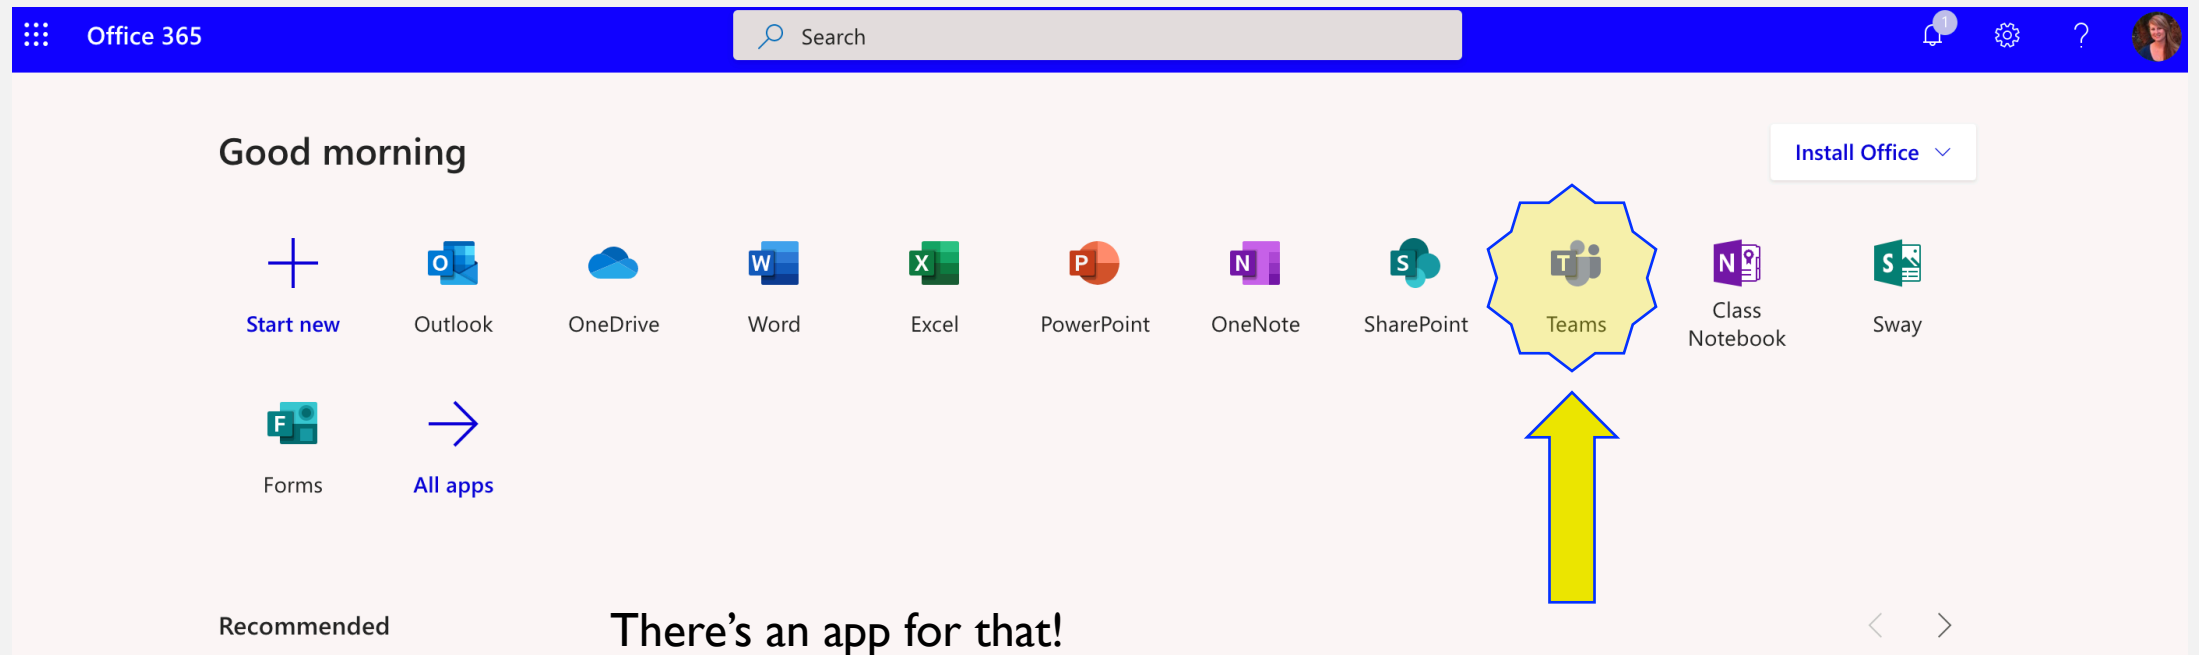 Office 365
Search
1
Good morning
Install Office
Start new
Outlook
OneDrive
Word
Excel
PowerPoint
OneNote
SharePoint
Teams
Class
Notebook
Sway
Forms
All apps
Recommended
There's an app for that!